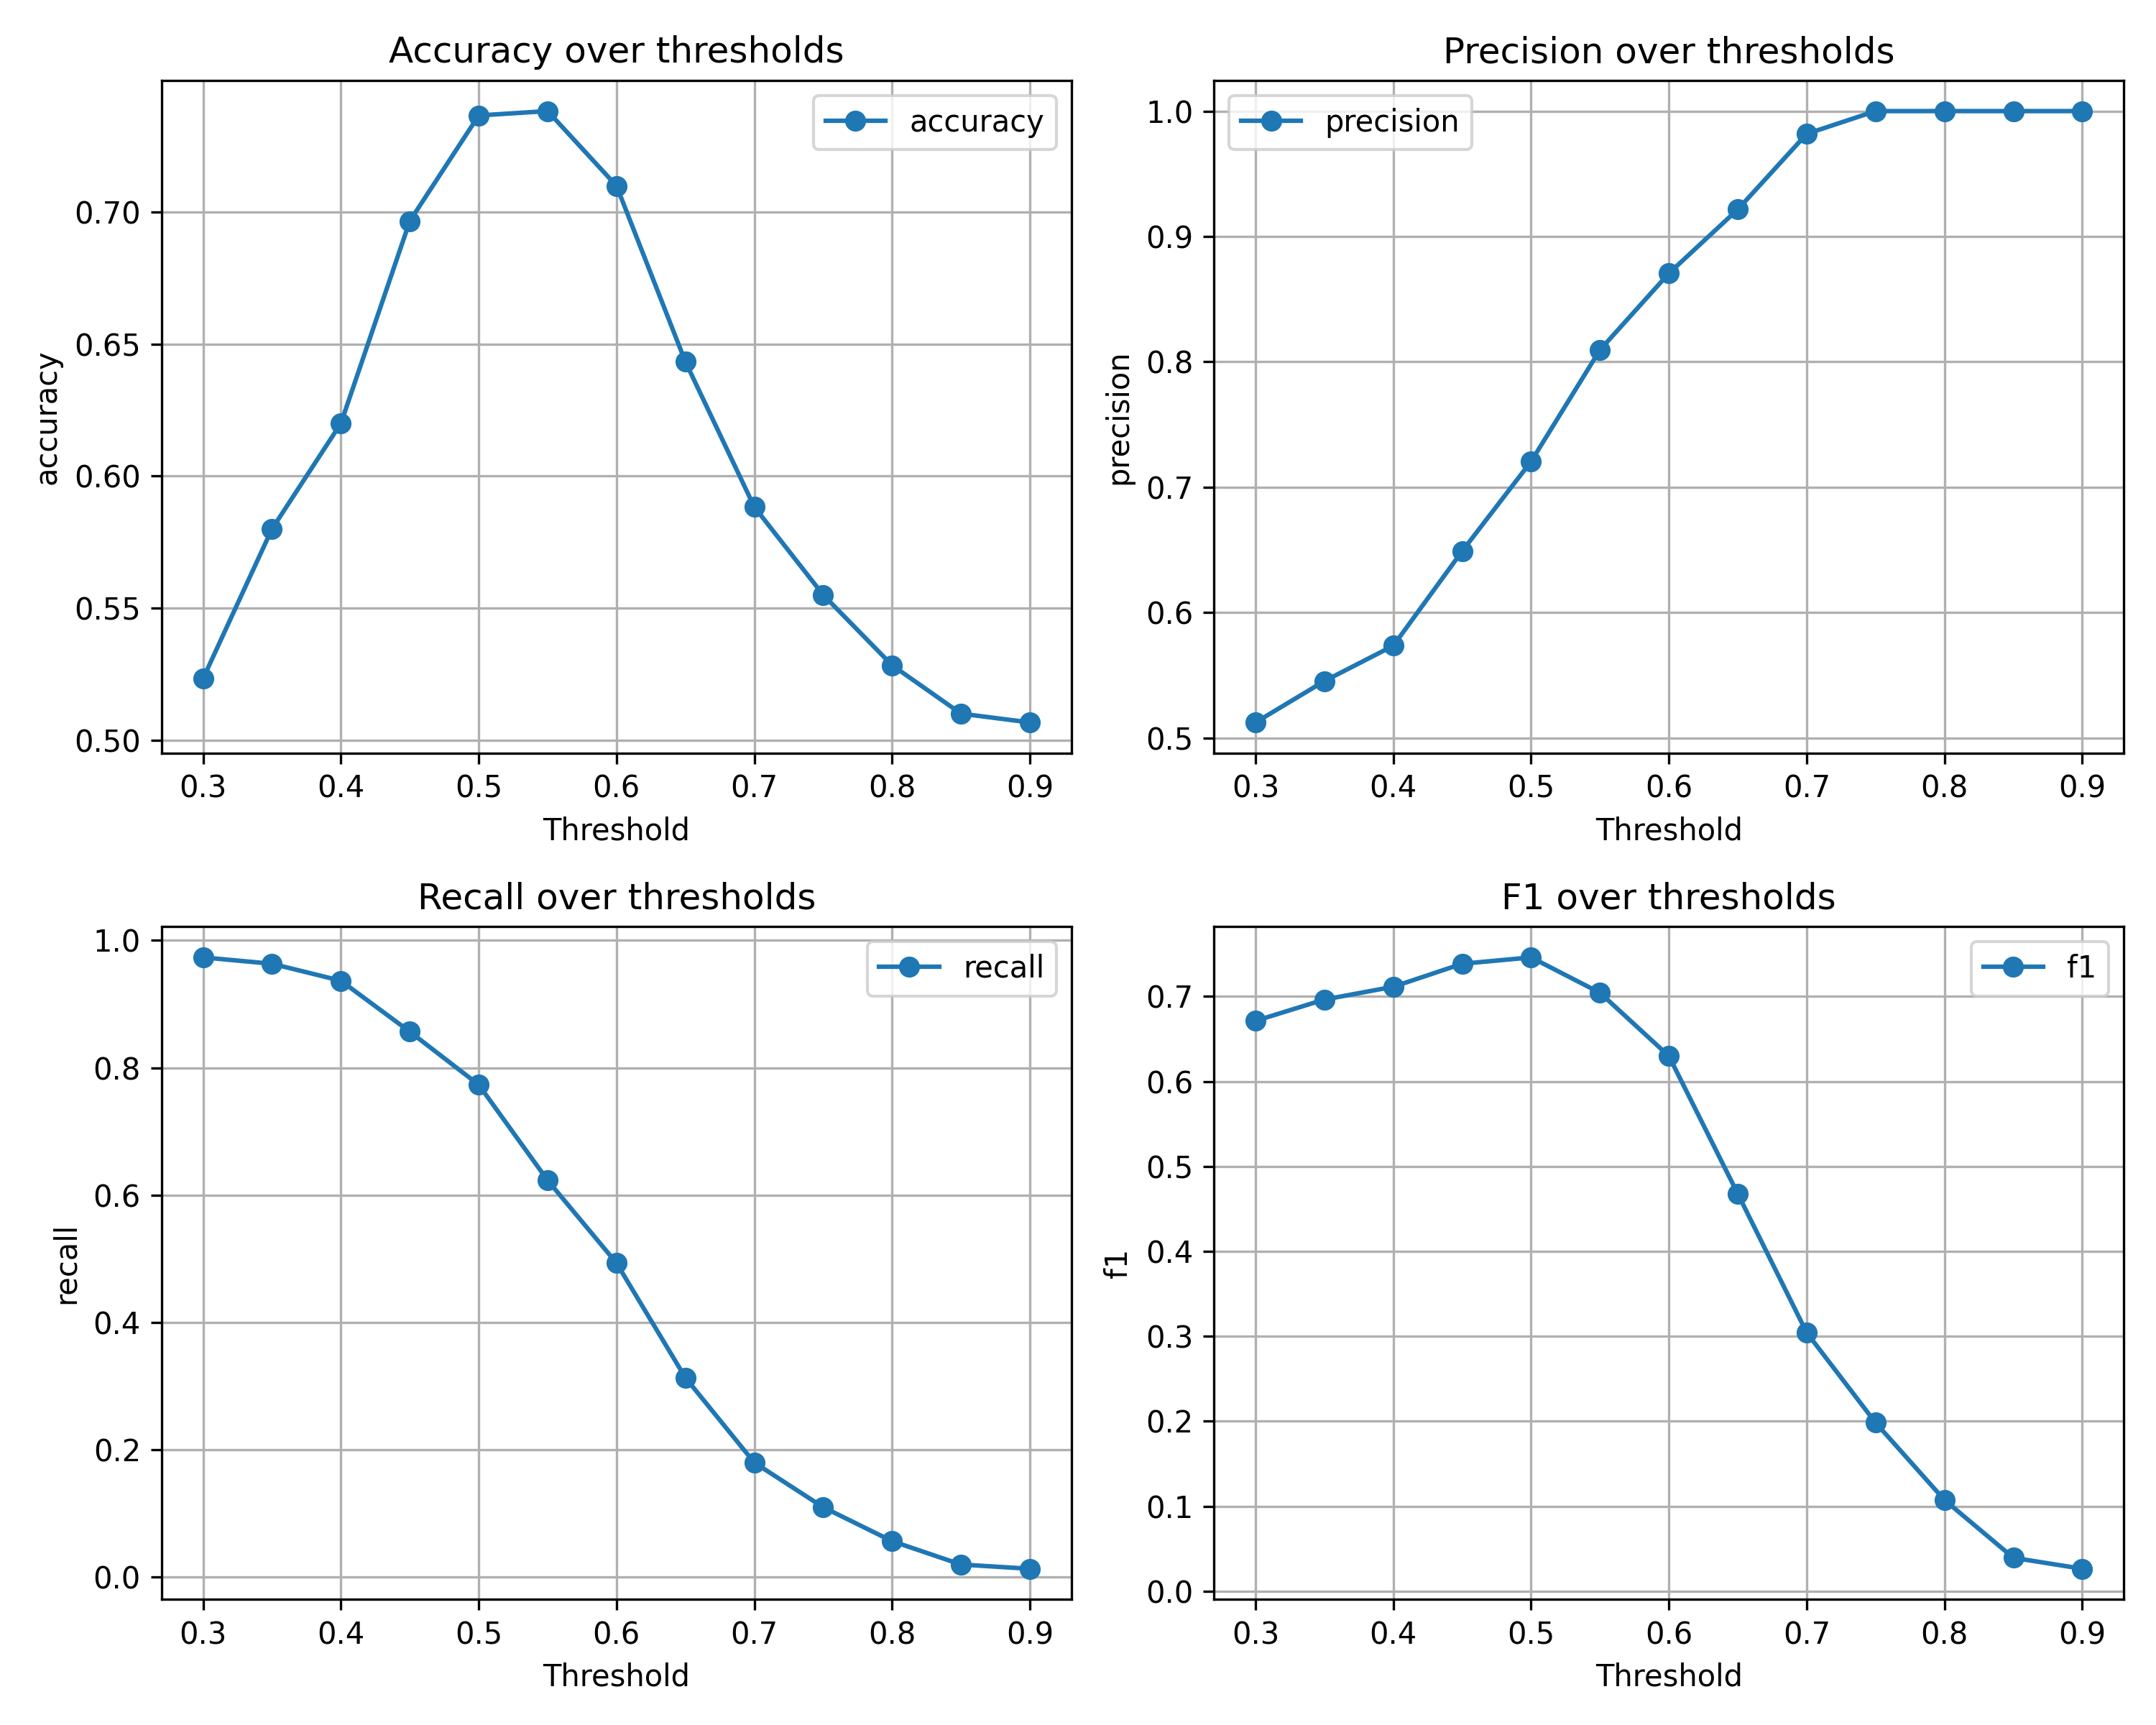 Accuracy over thresholds
accuracy
0.70
0.65
0.60
0.55
0.50
accuracy
0.3 0.4 0.5 0.6 0.7 0.8 0.9
Threshold
Precision over thresholds
precision
1.0
0.9
0.8
0.7
0.6
0.5
precision
0.3 0.4 0.5 0.6 0.7 0.8 0.9
Threshold
Recall over thresholds
recall
1.0
0.8
0.6
0.4
0.2
0.0
recall
0.3 0.4 0.5 0.6 0.7 0.8 0.9
Threshold
F1 over thresholds
f1
0.7
0.6
0.5
0.4
0.3
0.2
0.1
0.0
f1
0.3 0.4 0.5 0.6 0.7 0.8 0.9
Threshold